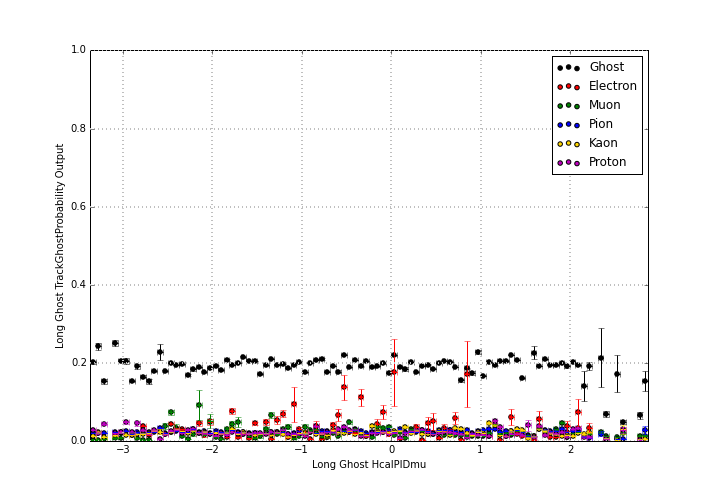 1.0
0.8
0.6
0.4
0.2
0.0
−3
−2
−1
0
1
2
Long Ghost HcalPIDmu
Long Ghost TrackGhostProbability Output
Ghost
Electron
Muon
Pion
Kaon
Proton